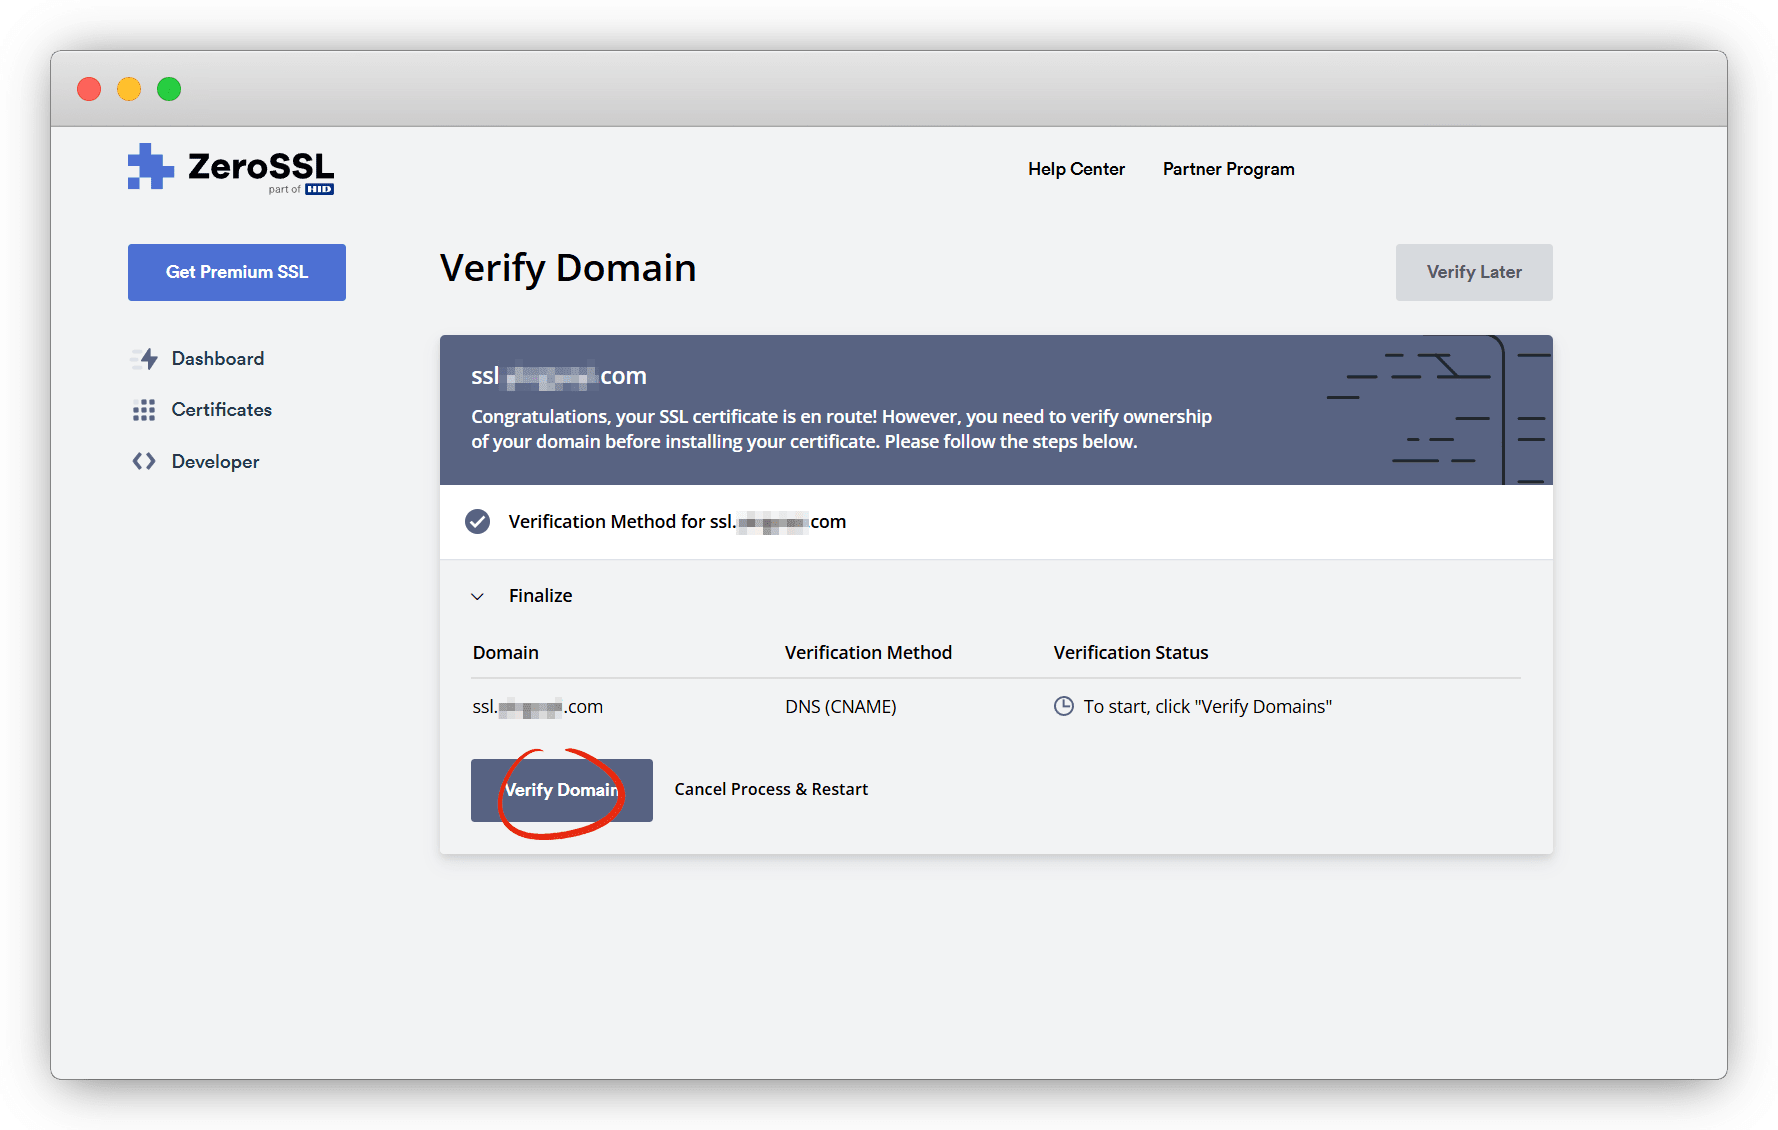 ZeroSSL
part of HID
Help Center
Partner Program
Get Premium SSL
Dashboard
Certificates
Developer
Verify Domain
Verify Later
ssl com
Congratulations, your SSL certificate is en route! However, you need to verify ownership
of your domain before installing your certificate. Please follow the steps below.
Verification Method for ssl. com
Finalize
Domain Verification Method Verification Status
ssl. .com DNS (CNAME) To start, click "Verify Domains"
Verify Domain Cancel Process & Restart